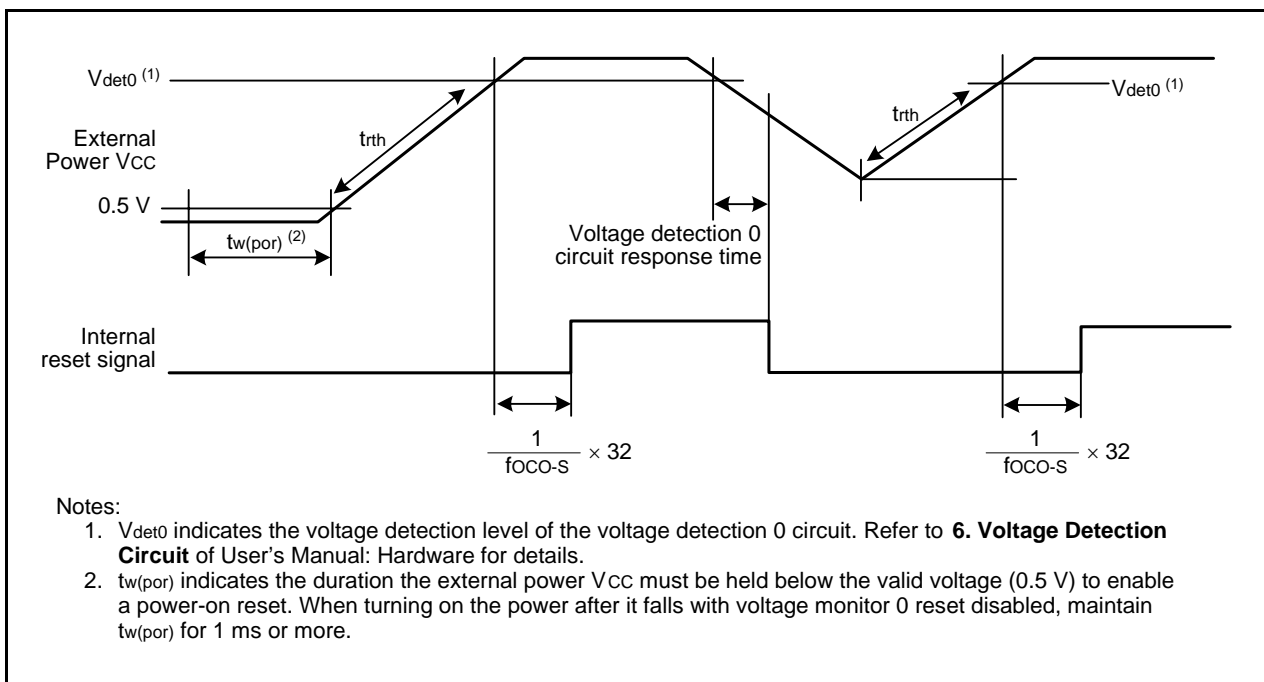 Vdet0 (1)
trth
External
Power VCC
0.5 V
tw(por) (2)
Voltage detection 0
circuit response time
trth
Vdet0 (1)
Internal
reset signal
1
fOCO-S
× 32
1
fOCO-S
× 32
Notes:
1. Vdet0 indicates the voltage detection level of the voltage detection 0 circuit. Refer to 6. Voltage Detection
Circuit of User's Manual: Hardware for details.
2. tw(por) indicates the duration the external power VCC must be held below the valid voltage (0.5 V) to enable
a power-on reset. When turning on the power after it falls with voltage monitor 0 reset disabled, maintain
tw(por) for 1 ms or more.